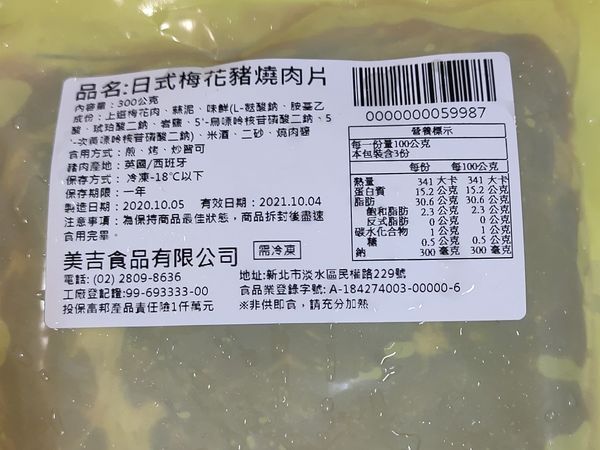 品名:日式梅花豬燒肉片
內容量：300公克
成份：上選梅花肉、蒜泥、味鮮(L-麩酸鈉、胺基乙
酸、琥珀酸二鈉、岩鹽、5'-鳥嘌呤核苷磷酸二鈉、5
'-次黃嘌呤核苷磷酸二鈉)、米酒、二砂、燒肉醬
食用方式：煎、烤、炒皆可
豬肉產地：英國/西班牙
保存方式：冷凍-18℃以下
保存期限：一年
製造日期：2020.10.05 有效日期：2021.10.04
注意事項：為保持商品最佳狀態，商品拆封後盡速
食用完畢。
0000000059987
營養標示
每一份量100公克
本包裝含3份
每份 每100公克
熱量 341 大卡 341 大卡
蛋白質 15.2 公克 15.2 公克
脂肪 30.6 公克 30.6 公克
飽和脂肪 2.3 公克 2.3 公克
反式脂肪 0 公克 0 公克
碳水化合物 1 公克 1 公克
糖 0.5 公克 0.5 公克
鈉 300 毫克 300 毫克
美吉食品有限公司 需冷凍
電話: (02) 2809-8636
工廠登記證:99-693333-00
投保高邦產品責任險1仟萬元
地址:新北市淡水區民權路229號
食品業登錄字號: A-184274003-00000-6
※非供即食，請充分加熱